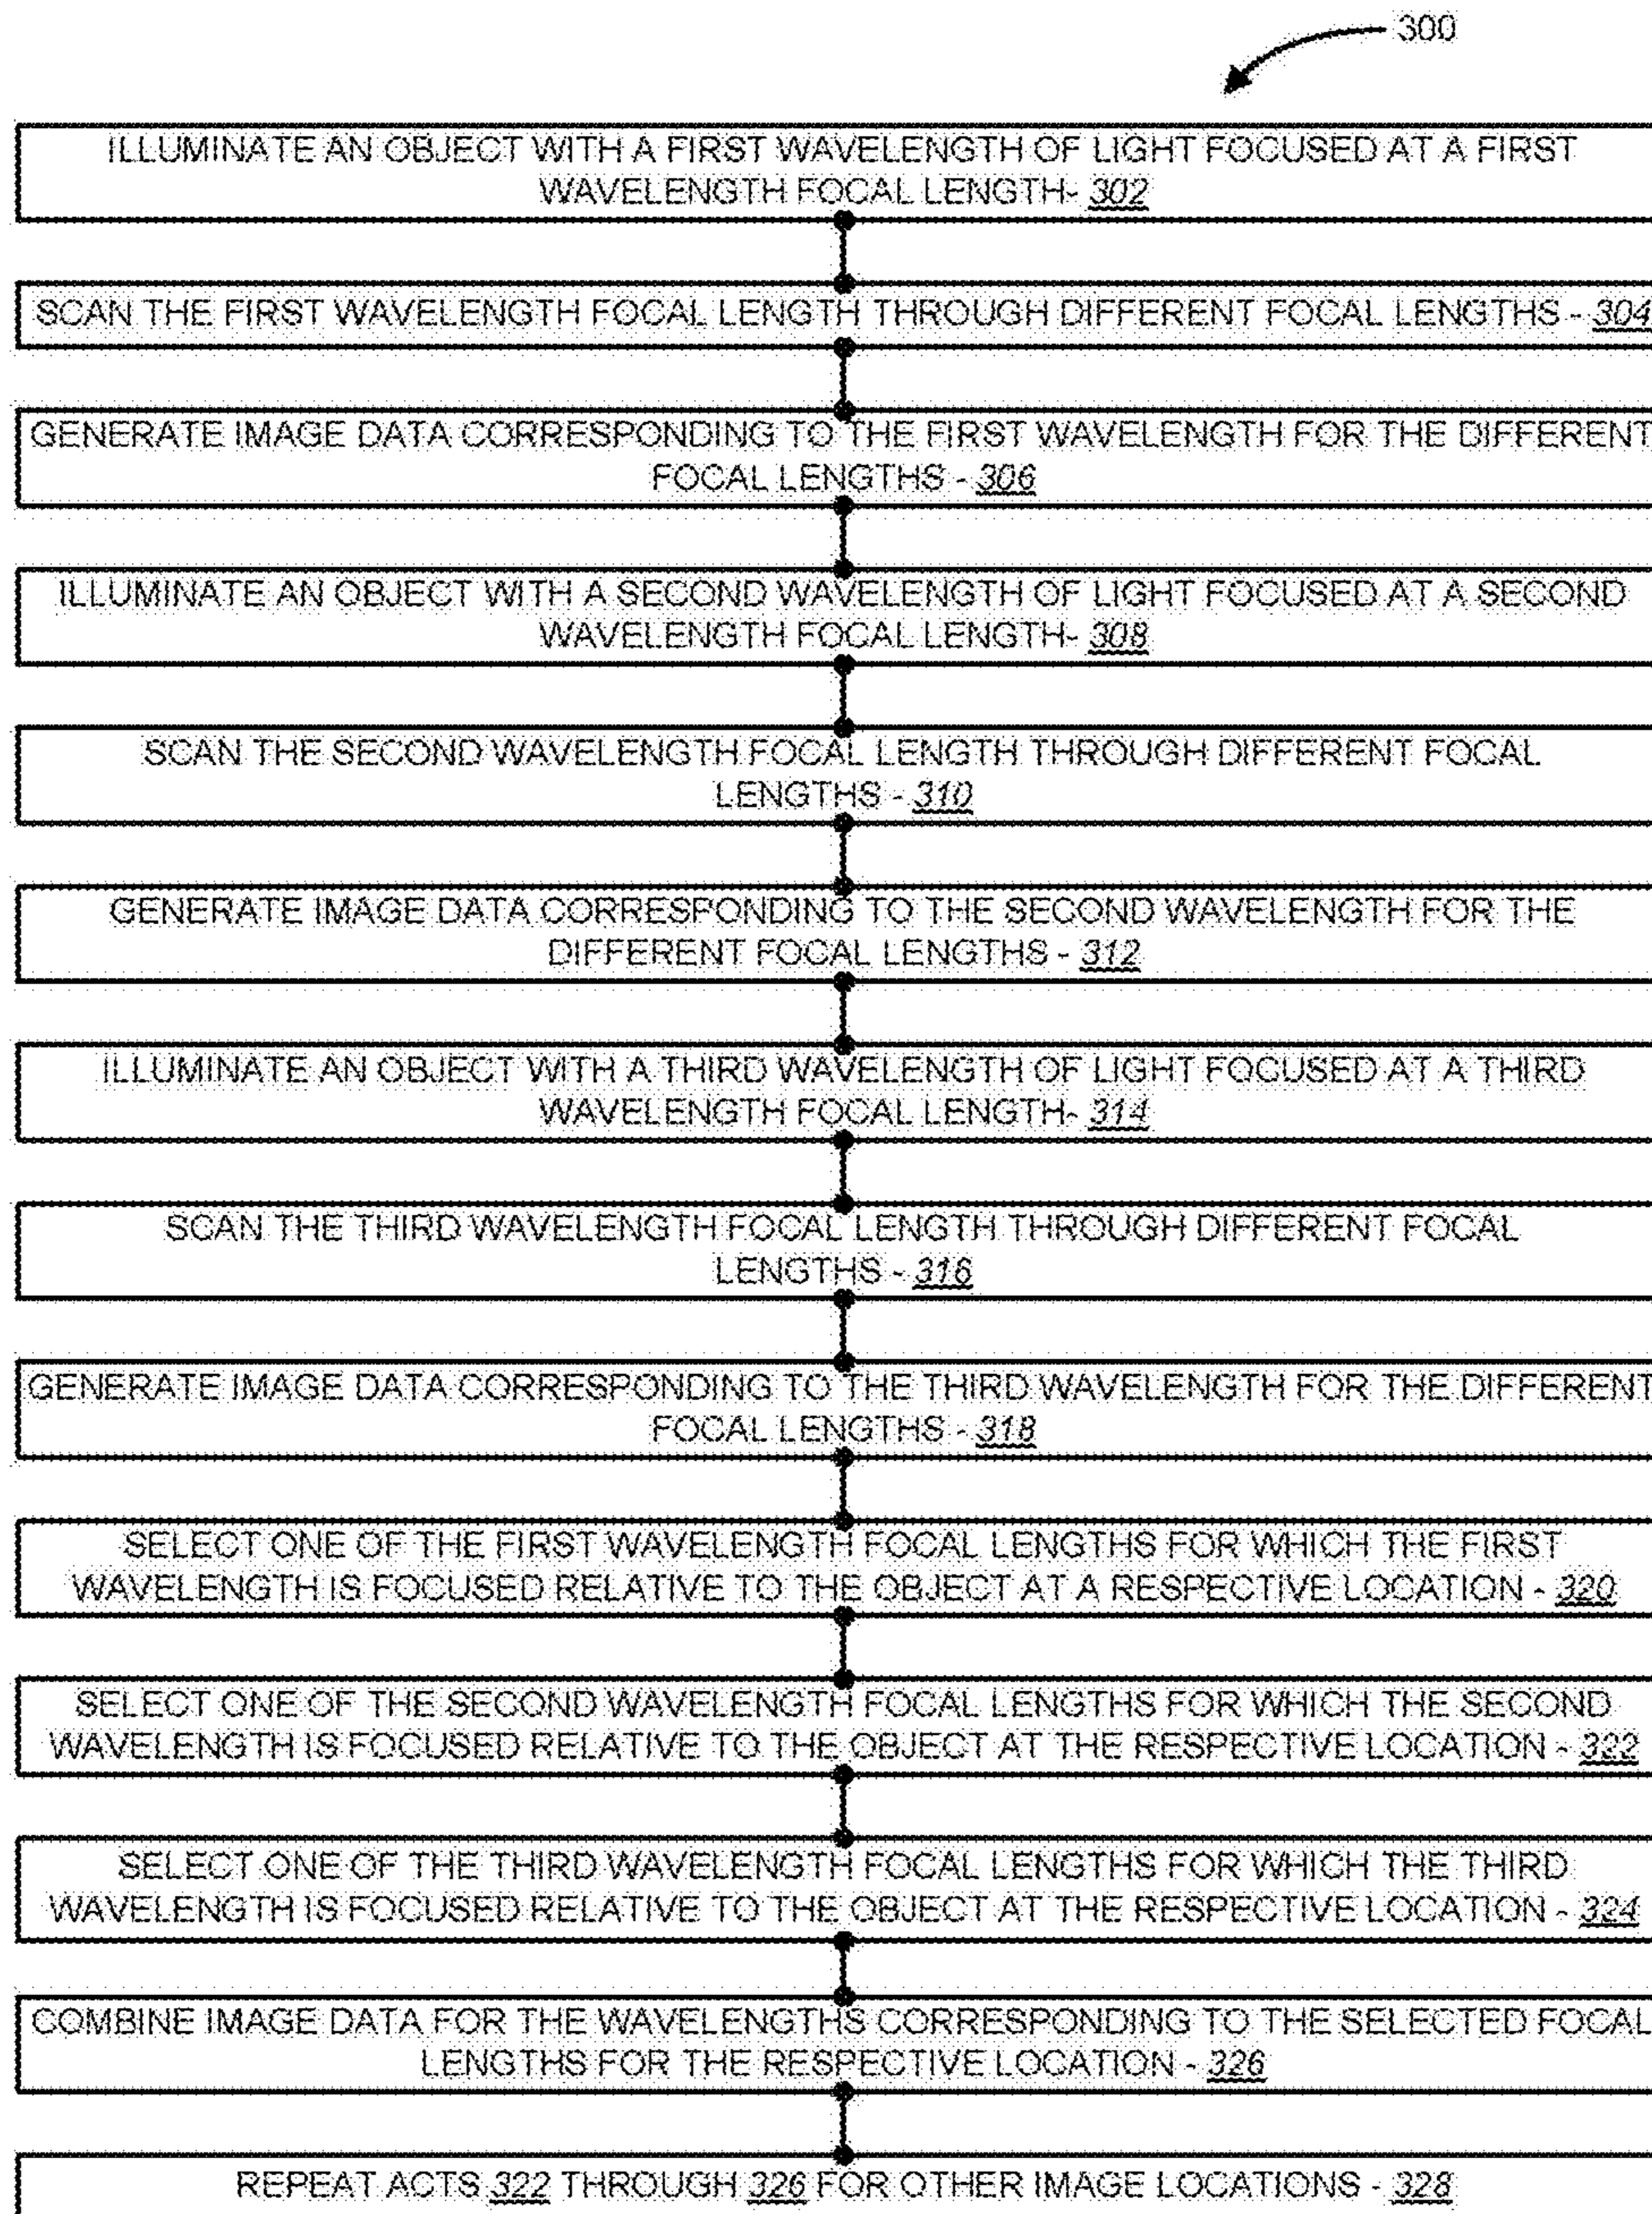 300
ILLUMINATE AN OBJECT WITH A FIRST WAVELENGTH OF LIGHT FOCUSED AT A FIRST
WAVELENGTH FOCAL LENGTH- 302
SCAN THE FIRST WAVELENGTH FOCAL LENGTH THROUGH DIFFERENT FOCAL LENGTHS - 304
GENERATE IMAGE DATA CORRESPONDING TO THE FIRST WAVELENGTH FOR THE DIFFERENT
FOCAL LENGTHS - 306
ILLUMINATE AN OBJECT WITH A SECOND WAVELENGTH OF LIGHT FOCUSED AT A SECOND
WAVELENGTH FOCAL LENGTH- 308
SCAN THE SECOND WAVELENGTH FOCAL LENGTH THROUGH DIFFERENT FOCAL
LENGTHS - 310
GENERATE IMAGE DATA CORRESPONDING TO THE SECOND WAVELENGTH FOR THE
DIFFERENT FOCAL LENGTHS - 312
ILLUMINATE AN OBJECT WITH A THIRD WAVELENGTH OF LIGHT FOCUSED AT A THIRD
WAVELENGTH FOCAL LENGTH- 314
SCAN THE THIRD WAVELENGTH FOCAL LENGTH THROUGH DIFFERENT FOCAL
LENGTHS - 316
GENERATE IMAGE DATA CORRESPONDING TO THE THIRD WAVELENGTH FOR THE DIFFERENT
FOCAL LENGTHS - 318
SELECT ONE OF THE FIRST WAVELENGTH FOCAL LENGTHS FOR WHICH THE FIRST
WAVELENGTH IS FOCUSED RELATIVE TO THE OBJECT AT A RESPECTIVE LOCATION - 320
SELECT ONE OF THE SECOND WAVELENGTH FOCAL LENGTHS FOR WHICH THE SECOND
WAVELENGTH IS FOCUSED RELATIVE TO THE OBJECT AT THE RESPECTIVE LOCATION - 322
SELECT ONE OF THE THIRD WAVELENGTH FOCAL LENGTHS FOR WHICH THE THIRD
WAVELENGTH IS FOCUSED RELATIVE TO THE OBJECT AT THE RESPECTIVE LOCATION - 324
COMBINE IMAGE DATA FOR THE WAVELENGTHS CORRESPONDING TO THE SELECTED FOCAL
LENGTHS FOR THE RESPECTIVE LOCATION - 326
REPEAT ACTS 322 THROUGH 326 FOR OTHER IMAGE LOCATIONS - 328